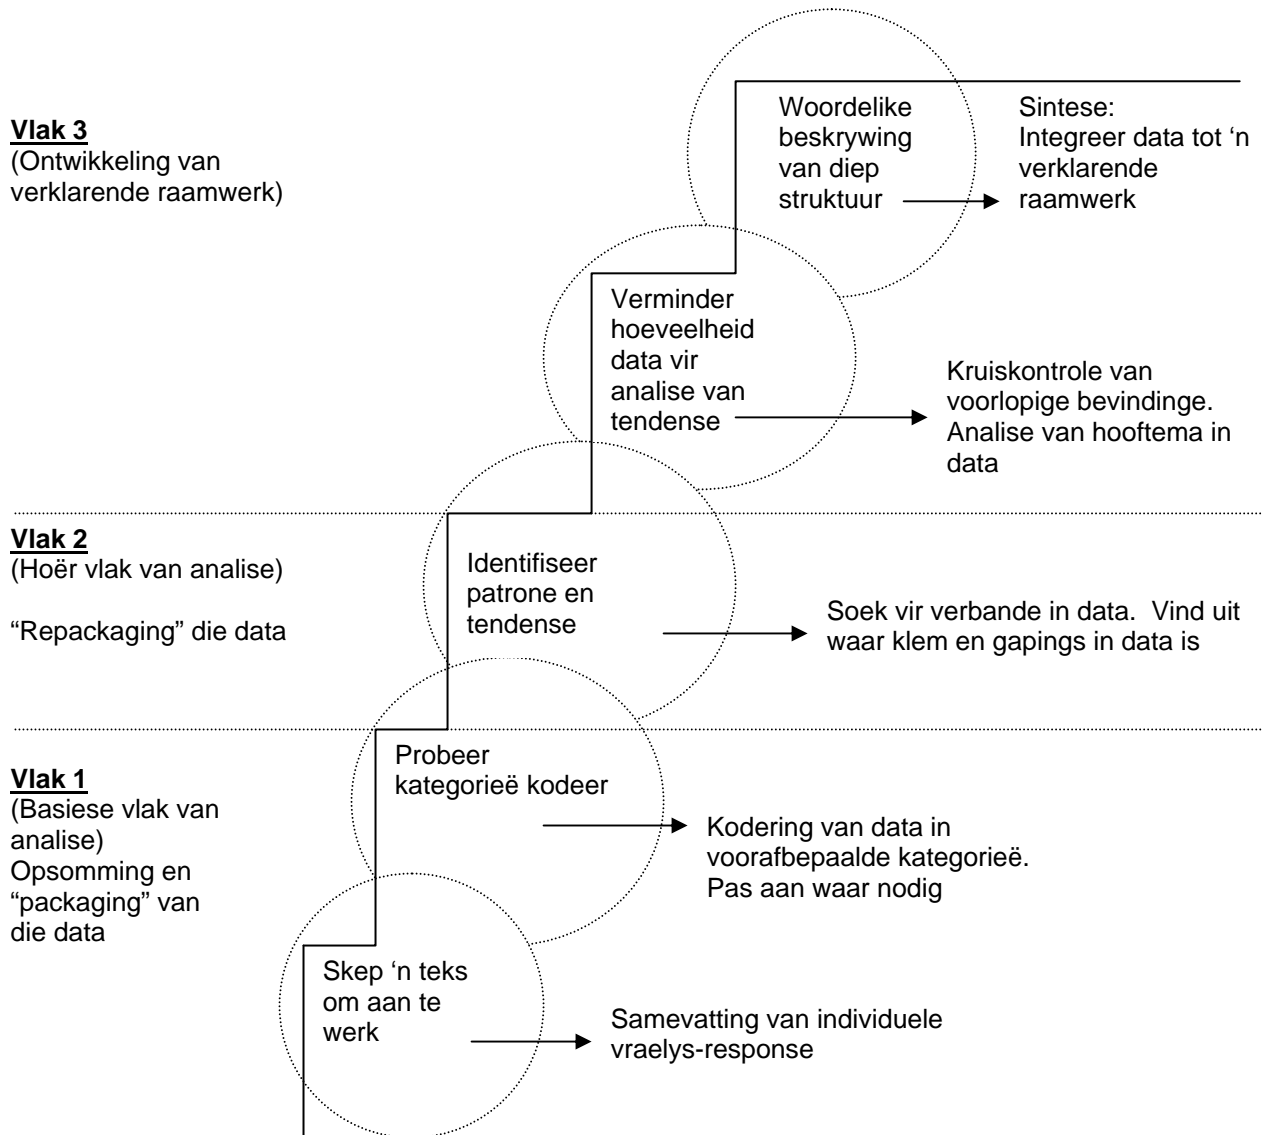 Vlak 3
(Ontwikkeling van
verklarende raamwerk)
Woordelike
beskrywing
van diep
struktuur
Sintese:
Integreer data tot ‘n
verklarende
raamwerk
Verminder
hoeveelheid
data vir
analise van
tendense
Kruiskontrole van
voorlopige bevindinge.
Analise van hooftema in
data
Vlak 2
(Hoër vlak van analise)
“Repackaging” die data
Identifiseer
patrone en
tendense
Soek vir verbande in data.  Vind uit
waar klem en gapings in data is
Vlak 1
(Basiese vlak van
analise)
Opsomming en
“packaging” van
die data
Probeer
kategorieë kodeer
Kodering van data in
voorafbepaalde kategorieë.
Pas aan waar nodig
Skep ‘n teks
om aan te
werk
Samevatting van individuele
vraelys-response